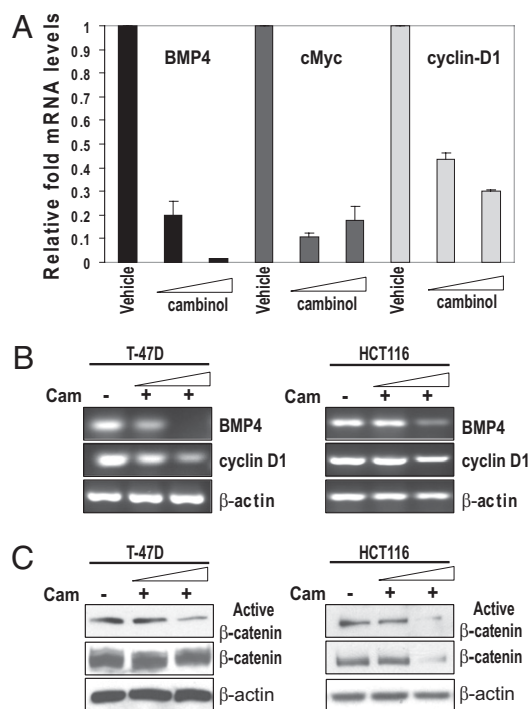 A
Relative fold mRNA levels
1
0.9
0.8
0.7
0.6
0.5
0.4
0.3
0.2
0.1
0
BMP4
cMyc
cyclin-D1
Vehicle
cambinol
Vehicle
cambinol
Vehicle
cambinol
B
T-47D
Cam - + +
BMP4
cyclin D1
β-actin
HCT116
Cam - + +
BMP4
cyclin D1
β-actin
C
T-47D
Cam - + +
Active
β-catenin
β-catenin
β-actin
HCT116
Cam - + +
Active
β-catenin
β-catenin
β-actin